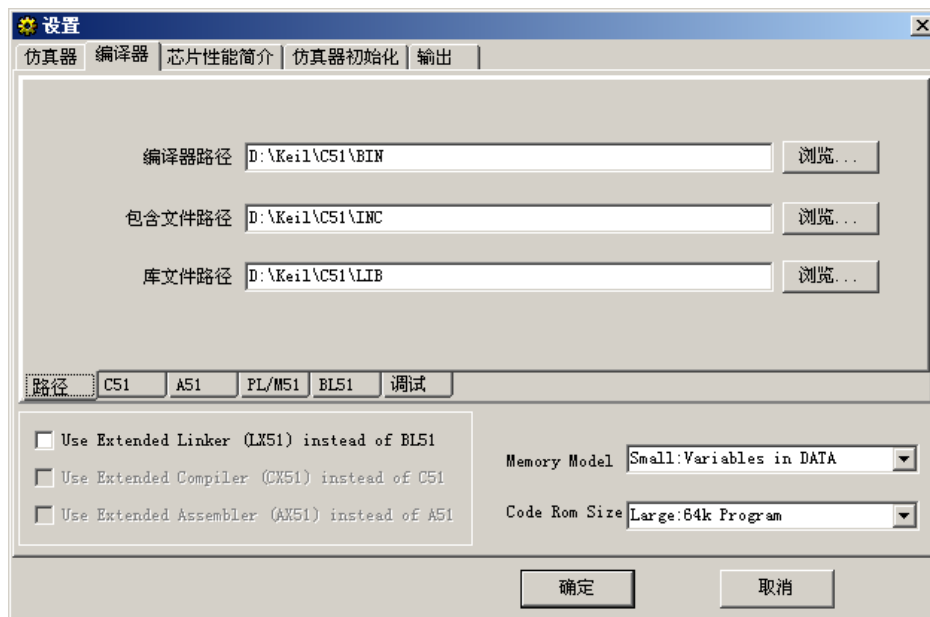 设置
仿真器 编译器 芯片性能简介 仿真器初始化 输出
编译器路径 D:\Keil\C51\BIN 浏览...
包含文件路径 D:\Keil\C51\INC 浏览...
库文件路径 D:\Keil\C51\LIB 浏览...
路径 C51 A51 PL/M51 BL51 调试
Use Extended Linker (LX51) instead of BL51
Use Extended Compiler (CX51) instead of C51
Use Extended Assembler (AX51) instead of A51
Memory Model Small:Variables in DATA
Code Rom Size Large:64k Program
确定 取消